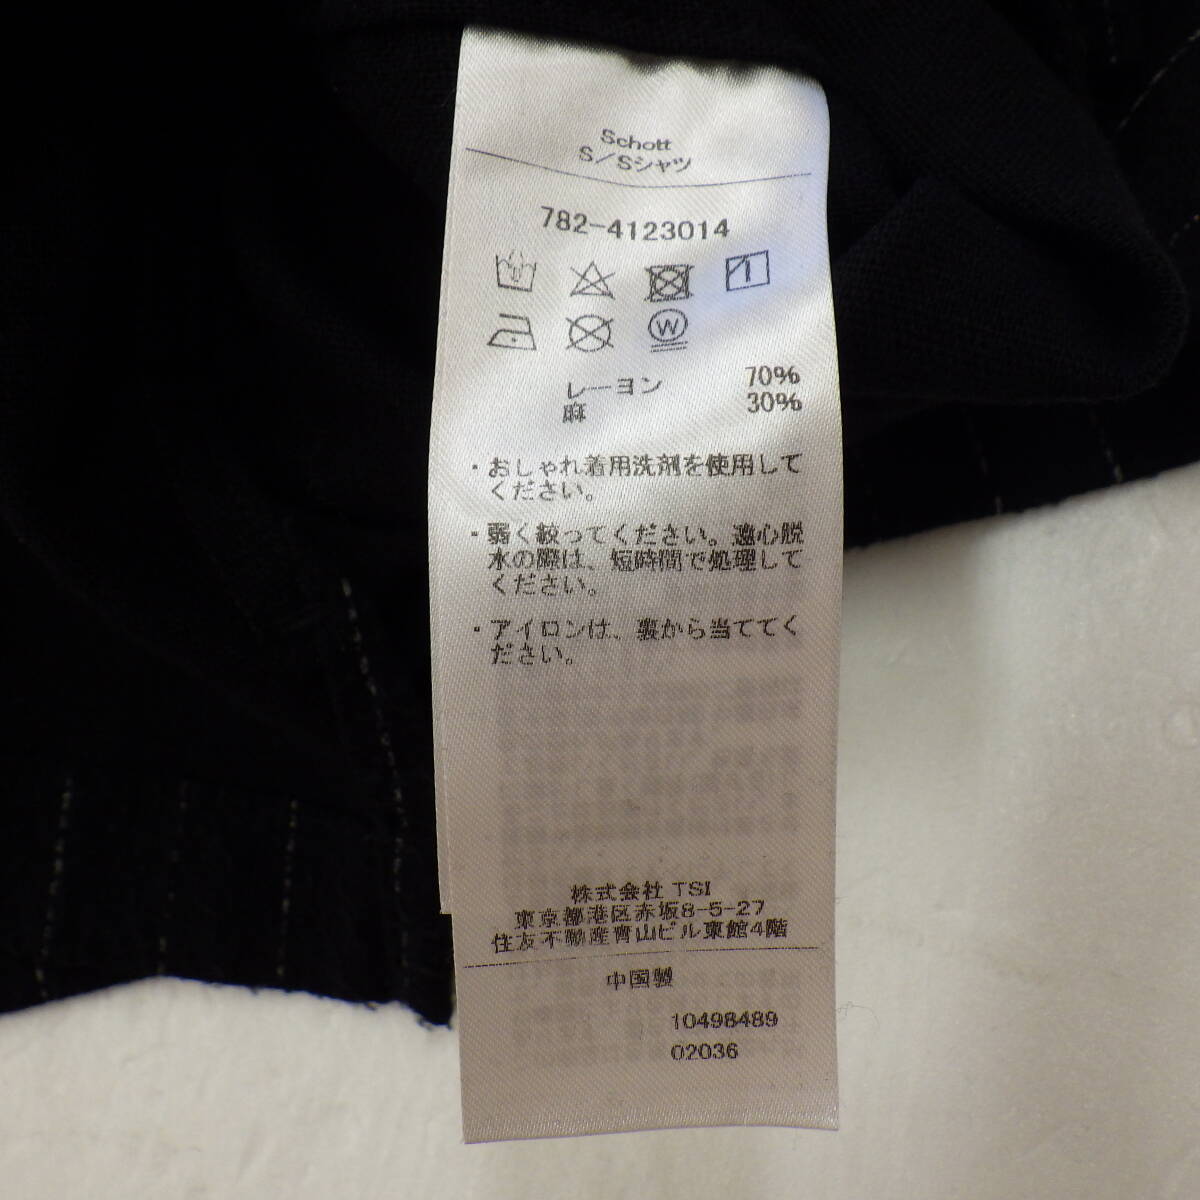 Schott
S/Sシャツ
782-4123014
W
レーヨン 70%
麻 30%
・おしゃれ着用洗剤を使用して
ください。
・弱く絞ってください。遠心脱
水の際は、短時間で処理して
ください。
・アイロンは、裏から当ててく
ださい。
株式会社 TSI
東京都港区赤坂8-5-27
住友不動産青山ビル東館4階
中国製
10498489
02036